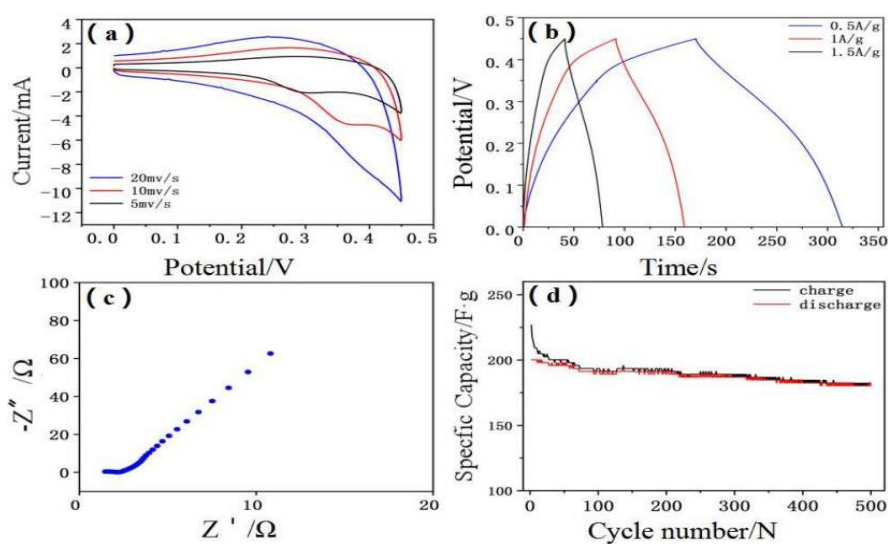 (a)
4
2
0
-2
-4
-6
-8
-10
-12
Current/mA
20mv/s
10mv/s
5mv/s
0.0 0.1 0.2 0.3 0.4 0.5
Potential/V
(b)
0.5A/g
1A/g
1.5A/g
0.5
0.4
0.3
0.2
0.1
0.0
Potential/V
0 50 100 150 200 250 300 350
Time/s
(c)
100
80
60
40
20
0
-Z″ /Ω
0 10 20
Z ' /Ω
(d)
charge
discharge
250
200
175
100
Specfic Capacity/F·g
0 100 200 300 400 500
Cycle number/N